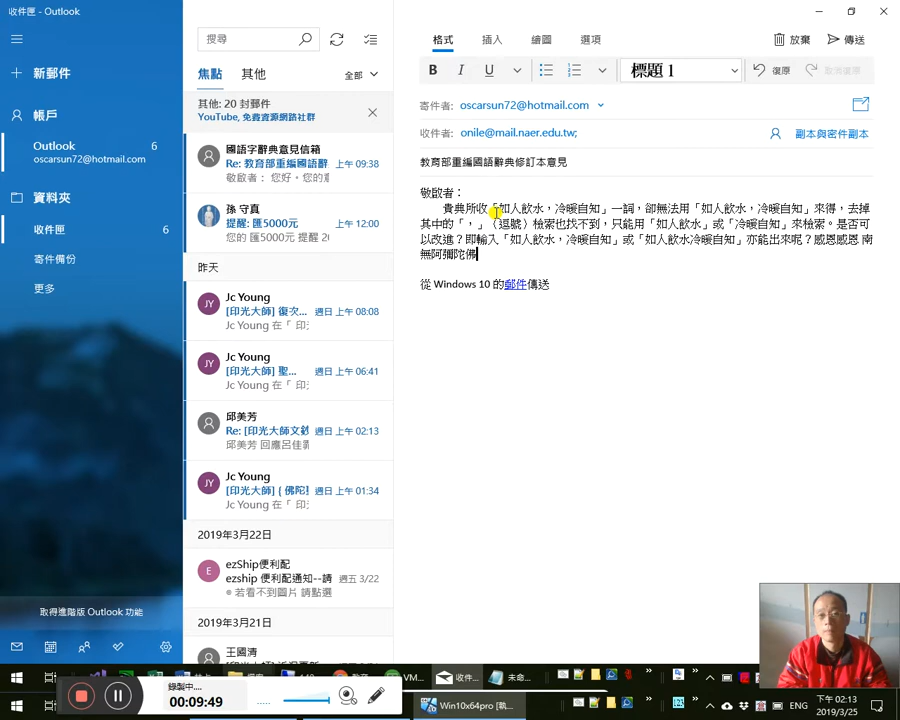 收件匣 - Outlook
新郵件
帳戶
Outlook 6
oscarsun72@hotmail.com
資料夾
收件匣 6
寄件備份
更多
取得進階版 Outlook 功能
搜尋
焦點 其他 全部
其他: 20 封郵件
YouTube, 免費資源網路社群
國語字辭典意見信箱
Re: 教育部重編國語辭 上午 09:38
敬啟者： 您好。您的意
孫 守真
提醒: 匯5000元 上午 12:00
您的 匯5000元 提醒 20
昨天
JY Jc Young
[印光大師] 復次... 週日 上午 08:08
Jc Young 在「 印光
JY Jc Young
[印光大師] 聖... 週日 上午 06:41
Jc Young 在「 印光
邱美芳
Re: [印光大師文鈔 週日 上午 02:13
邱美芳 回應呂佳
JY Jc Young
[印光大師] { 佛陀 週日 上午 01:34
Jc Young 在「 印光
2019年3月22日
E ezShip便利配
ezship 便利配通知--請 週五 3/22
若看不到圖片 請點選
2019年3月21日
王國清
格式 插入 繪圖 選項 放棄 傳送
B I U 標題 1 復原 取消復原
寄件者: oscarsun72@hotmail.com
收件者: onile@mail.naer.edu.tw; 副本與密件副本
教育部重編國語辭典修訂本意見
敬啟者：
貴典所收「如人飲水，冷暖自知」一詞，卻無法用「如人飲水，冷暖自知」來得，去掉
其中的「，」（逗號）檢索也找不到，只能用「如人飲水」或「冷暖自知」來檢索。是否可
以改進？即輸入「如人飲水，冷暖自知」或「如人飲水冷暖自知」亦能出來呢？感恩感恩 南
無阿彌陀佛
從 Windows 10 的郵件傳送
錄製中....
00:09:49
VM...
收件...
未命...
Win10x64pro [執...
ENG
下午 02:13
2019/3/25